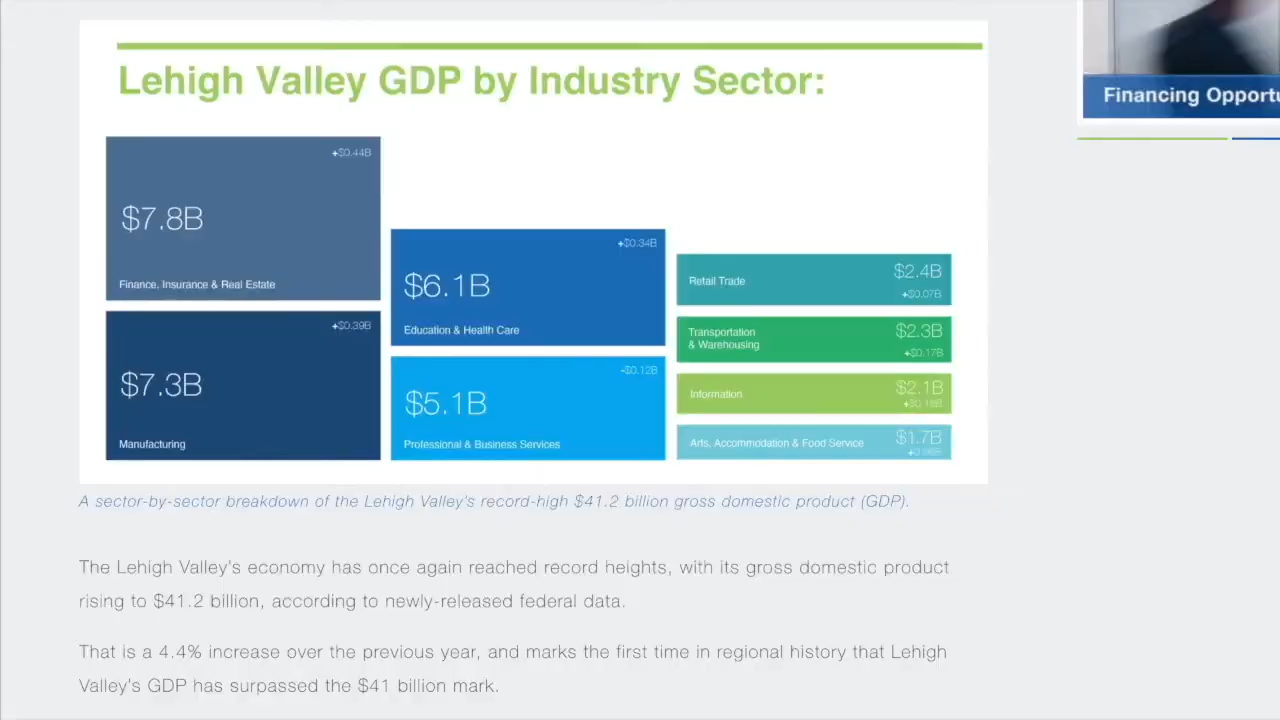 Lehigh Valley GDP by Industry Sector:
+$0.44B
$7.8B
Finance, Insurance & Real Estate
+$0.39B
$7.3B
Manufacturing
+$0.34B
$6.1B
Education & Health Care
-$0.12B
$5.1B
Professional & Business Services
Retail Trade
$2.4B
+$0.07B
Transportation
& Warehousing
$2.3B
+$0.17B
Information
$2.1B
Arts, Accommodation & Food Service
$1.7B
A sector-by-sector breakdown of the Lehigh Valley's record-high $41.2 billion gross domestic product (GDP).
The Lehigh Valley's economy has once again reached record heights, with its gross domestic product
rising to $41.2 billion, according to newly-released federal data.
That is a 4.4% increase over the previous year, and marks the first time in regional history that Lehigh
Valley's GDP has surpassed the $41 billion mark.
Financing Opportu